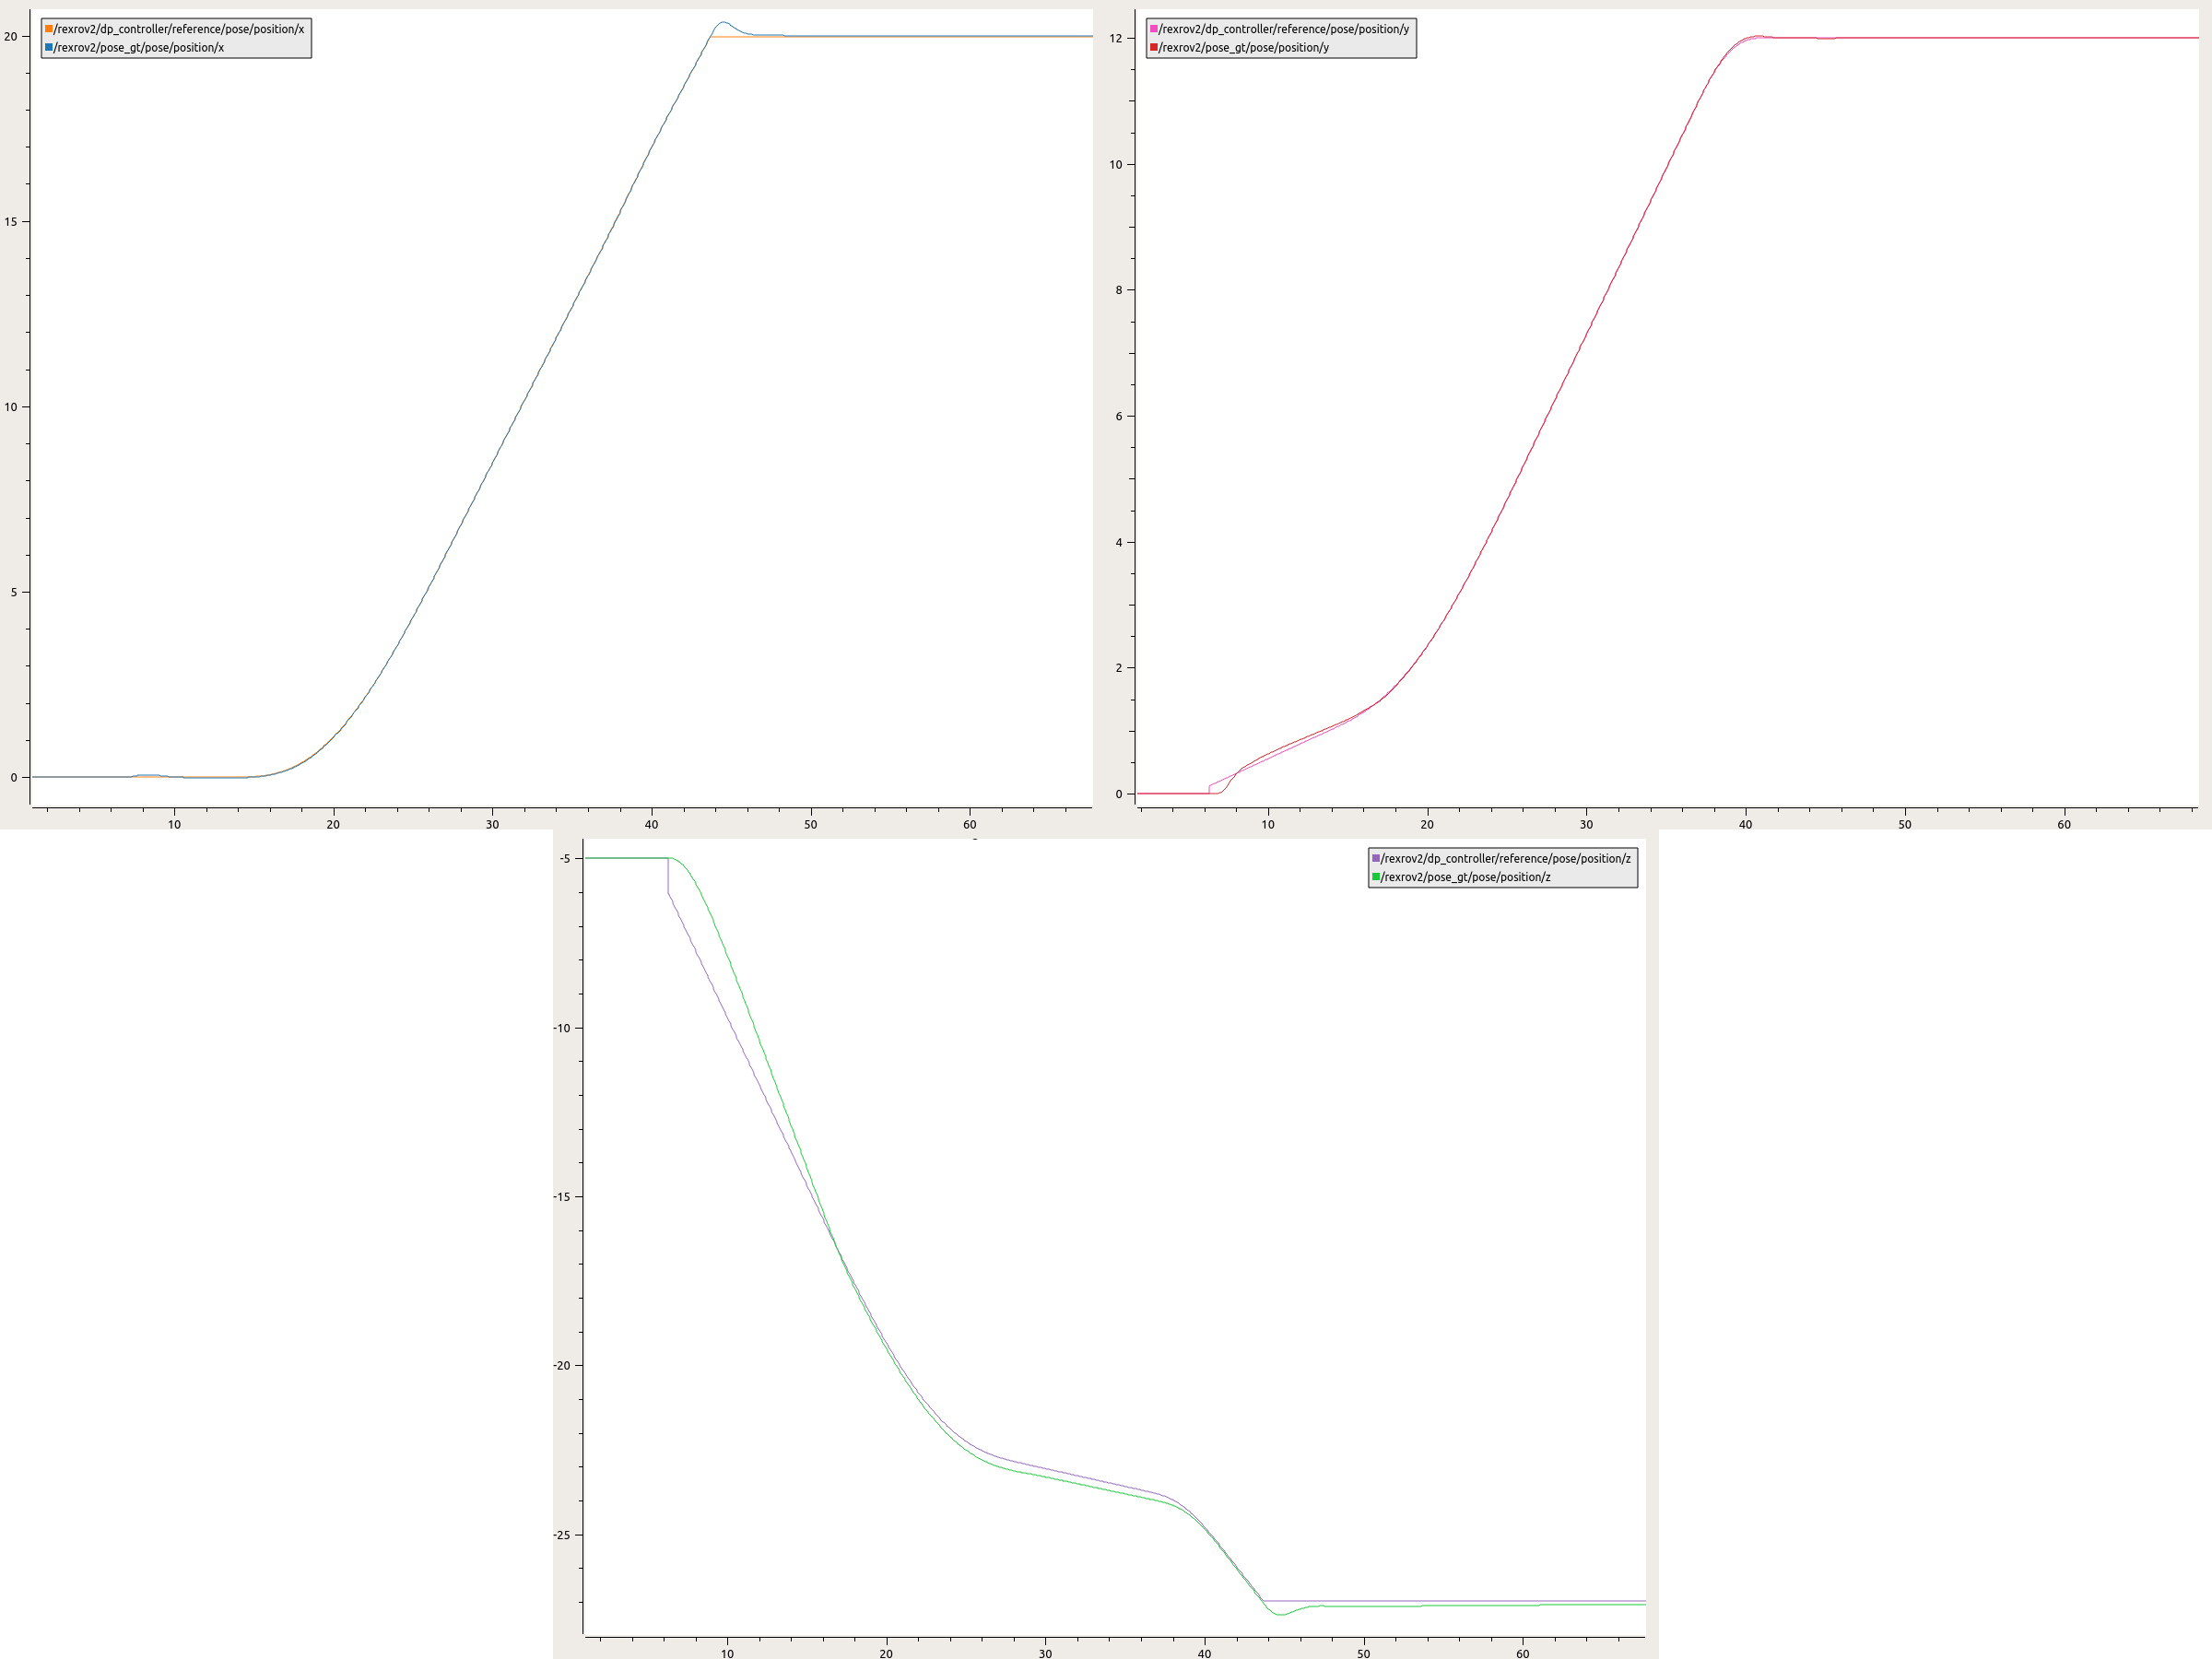 /rexrov2/dp_controller/reference/pose/position/x
/rexrov2/pose_gt/pose/position/x
20
15
10
5
0
10 20 30 40 50 60
/rexrov2/dp_controller/reference/pose/position/y
/rexrov2/pose_gt/pose/position/y
12
10
8
6
4
2
0
10 20 30 40 50 60
/rexrov2/dp_controller/reference/pose/position/z
/rexrov2/pose_gt/pose/position/z
-5
-10
-15
-20
-25
10 20 30 40 50 60